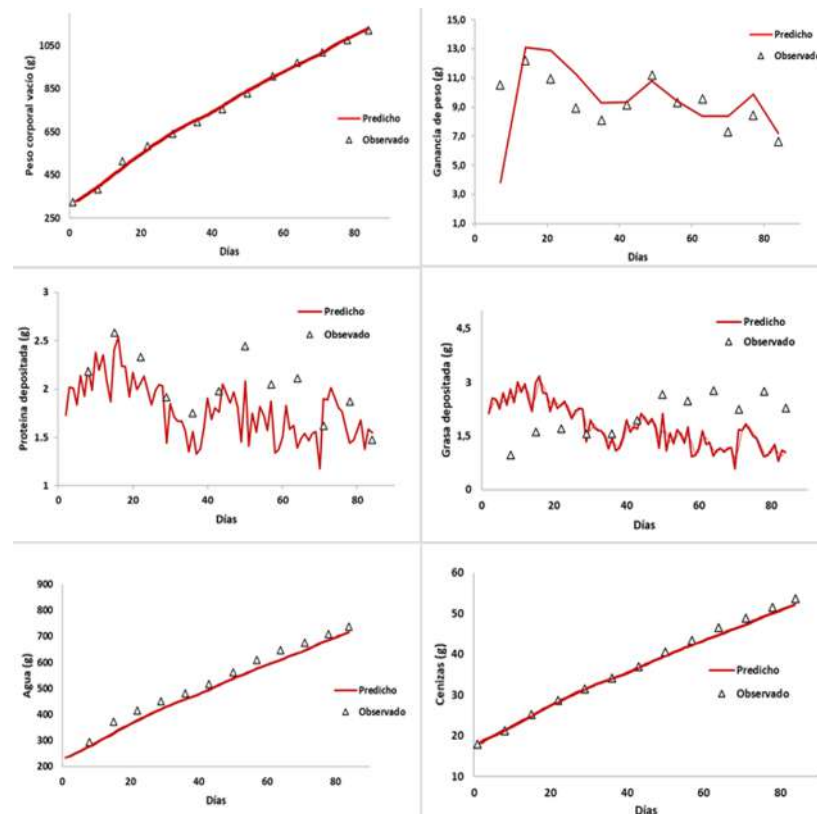 Peso corporal vacío (g)
1050
850
650
450
250
0 20 40 60 80
Días
Predicho
Observado
Ganancia de peso (g)
15,0
13,0
11,0
9,0
7,0
5,0
3,0
1,0
0 20 40 60 80
Días
Predicho
Observado
Proteína depositada (g)
3
2.5
2
1.5
1
0 20 40 60 80
Días
Predicho
Obsevado
Grasa depositada (g)
4,5
3
1,5
0
0 20 40 60 80
Días
Predicho
Observado
Agua (g)
900
800
700
600
500
400
300
200
0 20 40 60 80
Días
Predicho
Observado
Cenizas (g)
60
50
40
30
20
10
0 20 40 60 80
Días
Predicho
Observado